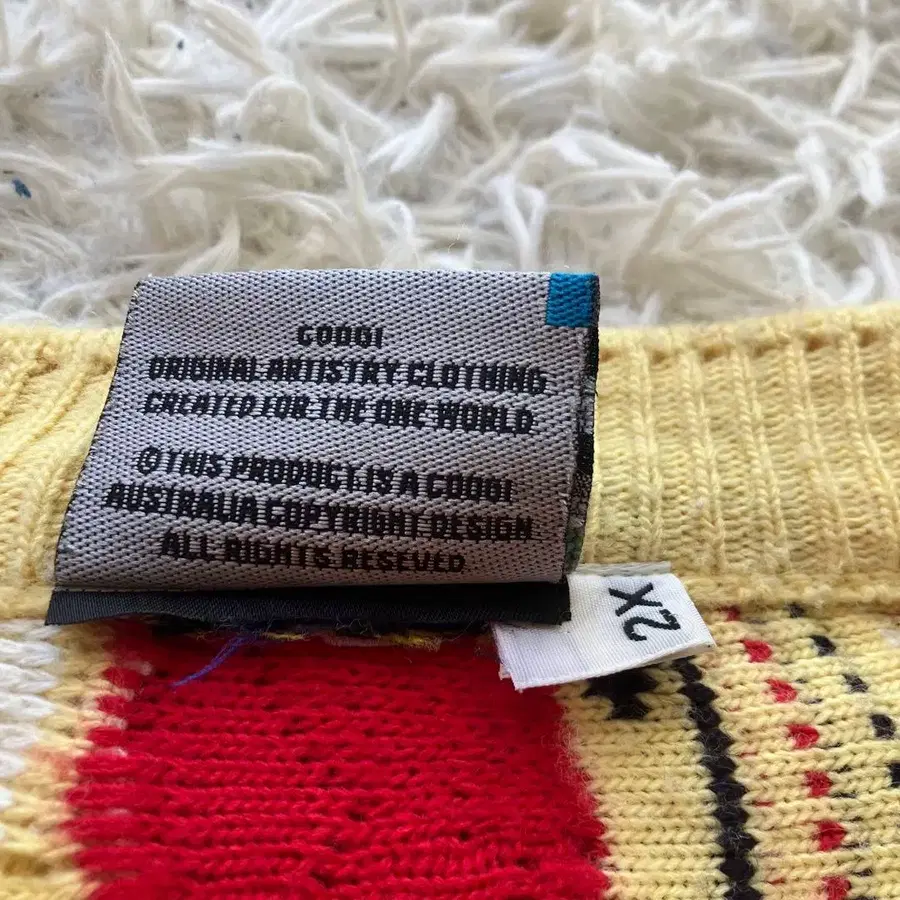 COOGI
ORIGINAL ARTISTRY CLOTHING
CREATED FOR THE ONE WORLD
© THIS PRODUCT IS A COOGI
AUSTRALIA COPYRIGHT DESIGN
ALL RIGHTS RESEVED
2X